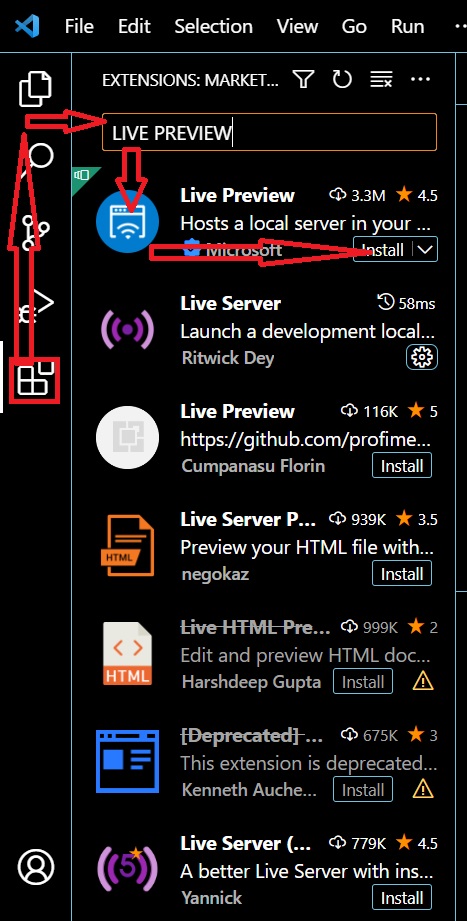 File Edit Selection View Go Run ···
EXTENSIONS: MARKET...
LIVE PREVIEW
Live Preview 3.3M 4.5
Hosts a local server in your ...
Microsoft Install
Live Server 58ms
Launch a development local...
Ritwick Dey
Live Preview 116K 5
https://github.com/profime...
Cumpanasu Florin Install
Live Server P... 939K 3.5
HTML
Preview your HTML file with...
negokaz Install
Live HTML Pre... 999K 2
Edit and preview HTML doc...
HTML
Harshdeep Gupta Install
[Deprecated] ... 675K 3
This extension is deprecated...
Kenneth Auche... Install
Live Server (... 779K 4.5
5
A better Live Server with ins...
Yannick Install